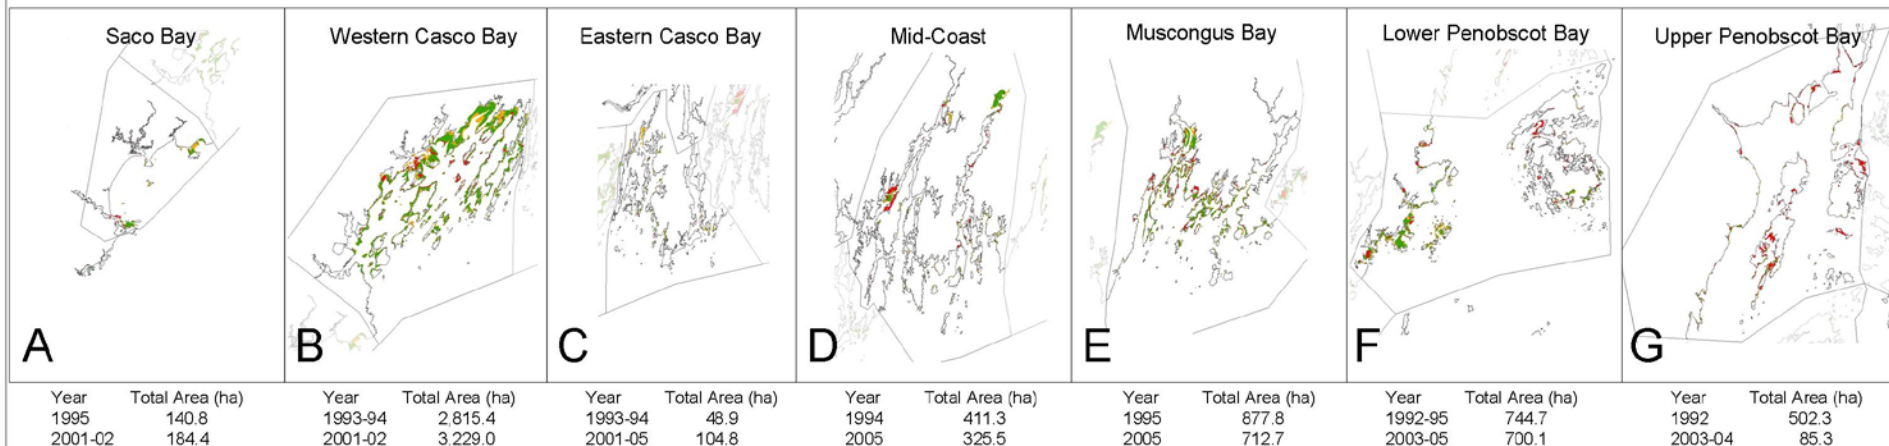 Saco Bay
Western Casco Bay
Eastern Casco Bay
Mid-Coast
Muscongus Bay
Lower Penobscot Bay
Upper Penobscot Bay
A
B
C
D
E
F
G
Year Total Area (ha)
1995 140.8
2001-02 184.4
Year Total Area (ha)
1993-94 2,815.4
2001-02 3,229.0
Year Total Area (ha)
1993-94 48.9
2001-05 104.8
Year Total Area (ha)
1994 411.3
2005 325.5
Year Total Area (ha)
1995 877.8
2005 712.7
Year Total Area (ha)
1992-95 744.7
2003-05 700.1
Year Total Area (ha)
1992 502.3
2003-04 85.3